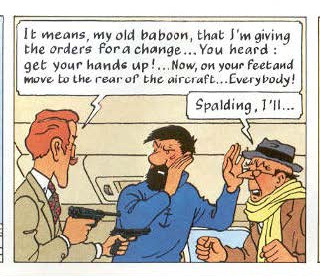 It means, my old baboon, that I'm giving
the orders for a change...You heard:
get your hands up!...Now, on your feet and
move to the rear of the aircraft...Everybody!
Spalding, I'll...